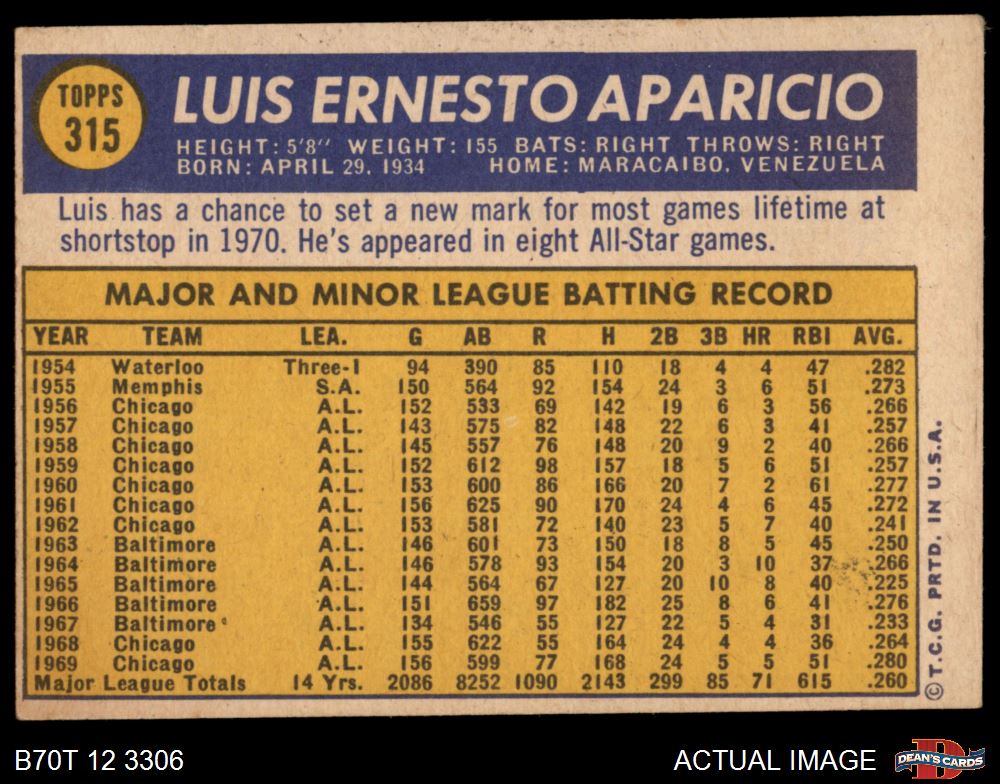 TOPPS
315
LUIS ERNESTO APARICIO
HEIGHT: 5'8" WEIGHT: 155 BATS: RIGHT THROWS: RIGHT
BORN: APRIL 29, 1934 HOME: MARACAIBO, VENEZUELA
Luis has a chance to set a new mark for most games lifetime at
shortstop in 1970. He's appeared in eight All-Star games.
MAJOR AND MINOR LEAGUE BATTING RECORD
YEAR TEAM LEA. G AB R H 2B 3B HR RBI AVG.
1954 Waterloo Three-I 94 390 85 110 18 4 4 47 .282
1955 Memphis S.A. 150 564 92 154 24 3 6 51 .273
1956 Chicago A.L. 152 533 69 142 19 6 3 56 .266
1957 Chicago A.L. 143 575 82 148 22 6 3 41 .257
1958 Chicago A.L. 145 557 76 148 20 9 2 40 .266
1959 Chicago A.L. 152 612 98 157 18 5 6 51 .257
1960 Chicago A.L. 153 600 86 166 20 7 2 61 .277
1961 Chicago A.L. 156 625 90 170 24 4 6 45 .272
1962 Chicago A.L. 153 581 72 140 23 5 7 40 .241
1963 Baltimore A.L. 146 601 73 150 18 8 5 45 .250
1964 Baltimore A.L. 146 578 93 154 20 3 10 37 .266
1965 Baltimore A.L. 144 564 67 127 20 10 8 40 .225
1966 Baltimore A.L. 151 659 97 182 25 8 6 41 .276
1967 Baltimore A.L. 134 546 55 127 22 5 4 31 .233
1968 Chicago A.L. 155 622 55 164 24 4 4 36 .264
1969 Chicago A.L. 156 599 77 168 24 5 5 51 .280
Major League Totals 14 Yrs. 2086 8252 1090 2143 299 85 71 615 .260
© T.C.G. PRTD. IN U.S.A.
B70T 12 3306
ACTUAL IMAGE
DEAN'S CARDS